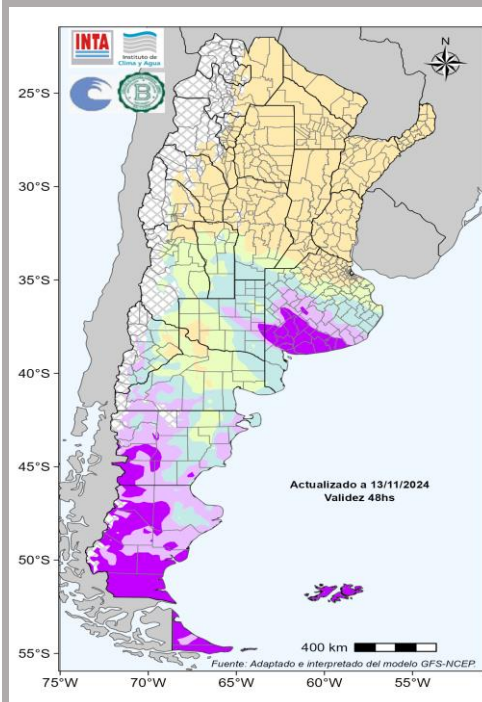 INTA
Instituto de
Clima y Agua
B
N
25°S
30°S
35°S
40°S
45°S
50°S
55°S
Actualizado a 13/11/2024
Validez 48hs
400 km
Fuente: Adaptado e interpretado del modelo GFS-NCEP.
75°W
70°W
65°W
60°W
55°W